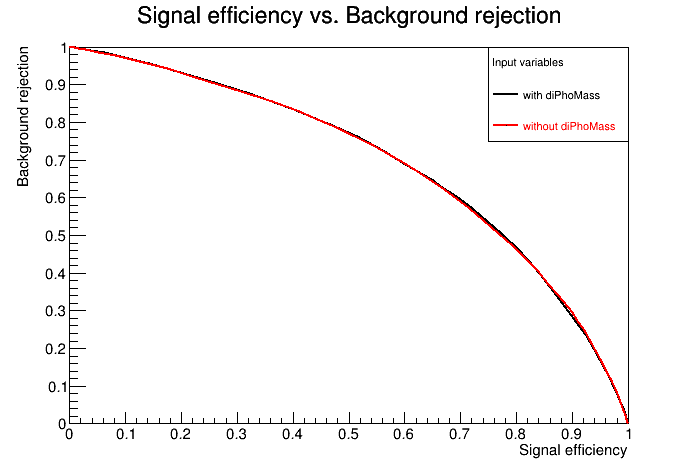 Signal efficiency vs. Background rejection
Background rejection
1
0.9
0.8
0.7
0.6
0.5
0.4
0.3
0.2
0.1
0
Input variables
with diPhoMass
without diPhoMass
0 0.1 0.2 0.3 0.4 0.5 0.6 0.7 0.8 0.9 1
Signal efficiency